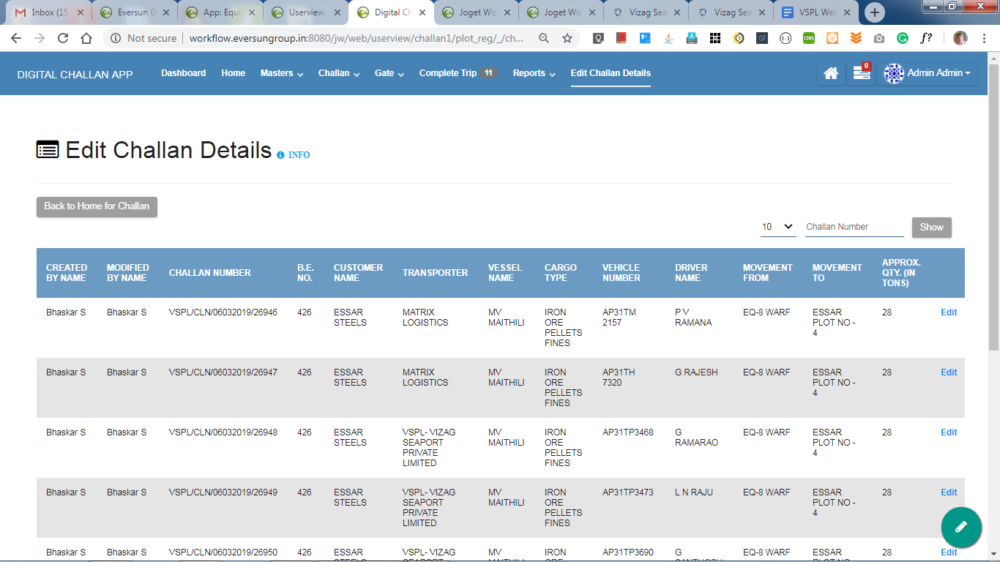 Inbox (15
Eversun G
App: Equi
Userview:
Digital Ch
Joget Wo
Joget Wo
Vizag Sea
Vizag Sea
VSPL Web
Not secure
workflow.eversungroup.in:8080/jw/web/userview/challan1/plot_reg/_/ch...
CORS
f?
DIGITAL CHALLAN APP
Dashboard
Home
Masters
Challan
Gate
Complete Trip 11
Reports
Edit Challan Details
0
Admin Admin
Edit Challan Details INFO
Back to Home for Challan
10
Challan Number
Show
CREATED BY NAME
MODIFIED BY NAME
CHALLAN NUMBER
B.E. NO.
CUSTOMER NAME
TRANSPORTER
VESSEL NAME
CARGO TYPE
VEHICLE NUMBER
DRIVER NAME
MOVEMENT FROM
MOVEMENT TO
APPROX. QTY. (IN TONS)
Bhaskar S
Bhaskar S
VSPL/CLN/06032019/26946
426
ESSAR STEELS
MATRIX LOGISTICS
MV MAITHILI
IRON ORE PELLETS FINES
AP31TM 2157
P V RAMANA
EQ-8 WARF
ESSAR PLOT NO - 4
28
Edit
Bhaskar S
Bhaskar S
VSPL/CLN/06032019/26947
426
ESSAR STEELS
MATRIX LOGISTICS
MV MAITHILI
IRON ORE PELLETS FINES
AP31TH 7320
G RAJESH
EQ-8 WARF
ESSAR PLOT NO - 4
28
Edit
Bhaskar S
Bhaskar S
VSPL/CLN/06032019/26948
426
ESSAR STEELS
VSPL- VIZAG SEAPORT PRIVATE LIMITED
MV MAITHILI
IRON ORE PELLETS FINES
AP31TP3468
G RAMARAO
EQ-8 WARF
ESSAR PLOT NO - 4
28
Edit
Bhaskar S
Bhaskar S
VSPL/CLN/06032019/26949
426
ESSAR STEELS
VSPL- VIZAG SEAPORT PRIVATE LIMITED
MV MAITHILI
IRON ORE PELLETS FINES
AP31TP3473
L N RAJU
EQ-8 WARF
ESSAR PLOT NO - 4
28
Edit
Bhaskar S
Bhaskar S
VSPL/CLN/06032019/26950
426
ESSAR
VSPL- VIZAG
MV
IRON
AP31TP3690
G
EQ-8 WARF
ESSAR
28
Edit